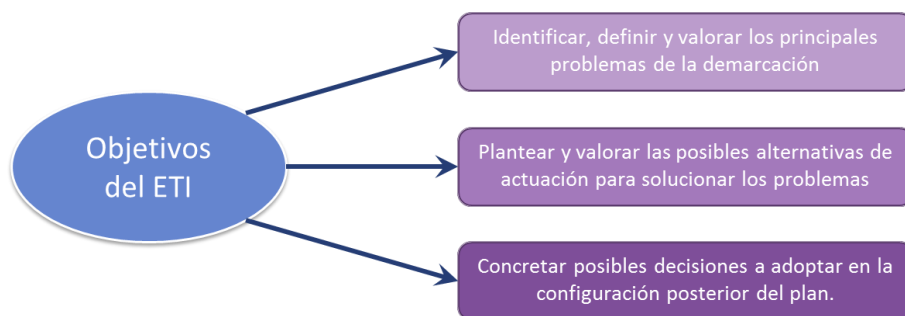 Objetivos
del ETI
Identificar, definir y valorar los principales
problemas de la demarcación
Plantear y valorar las posibles alternativas de
actuación para solucionar los problemas
Concretar posibles decisiones a adoptar en la
configuración posterior del plan.